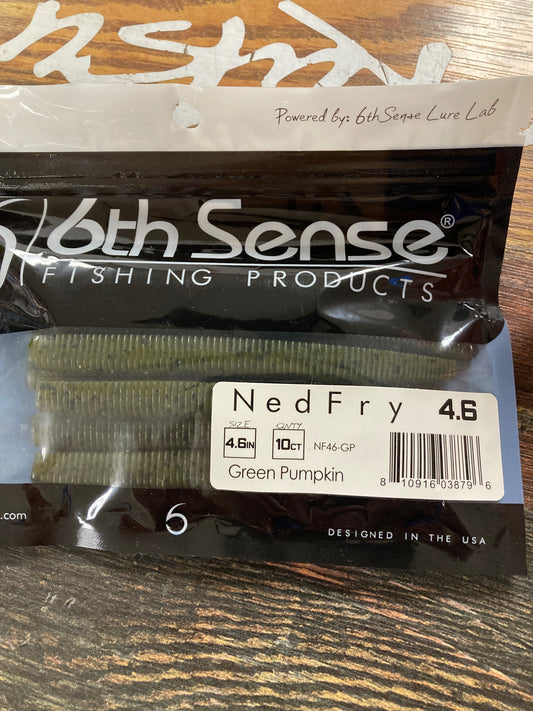 Powered by: 6thSense Lure Lab
6th Sense®
FISHING PRODUCTS
NedFry 4.6
SIZE QNTY
4.6IN 10CT NF46-GP
Green Pumpkin
8 10916 03879 6
.com
6
DESIGNED IN THE USA